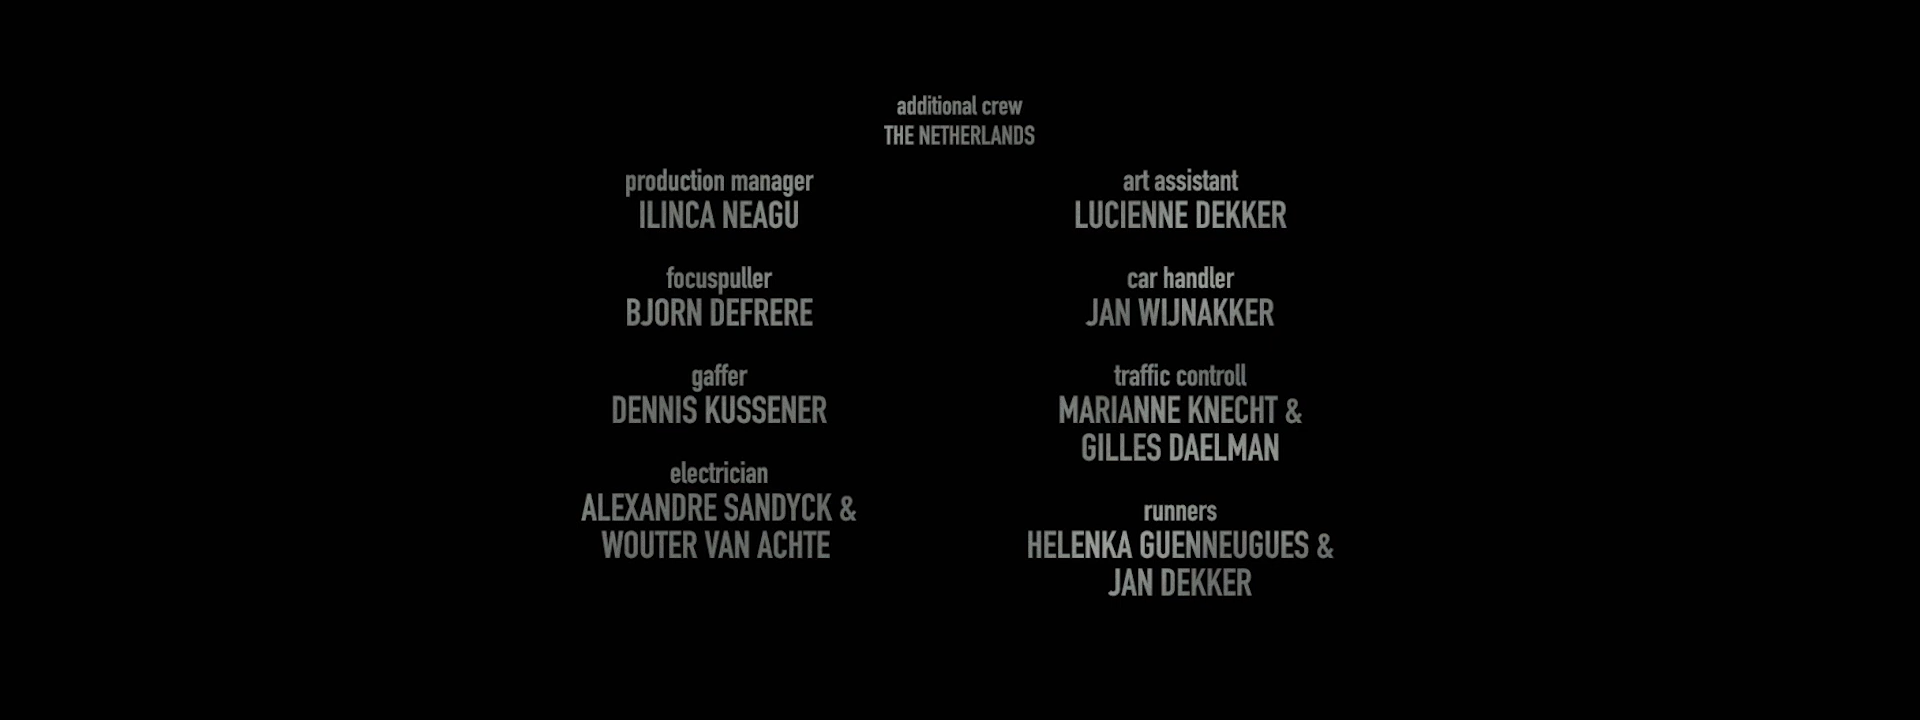 additional crew
THE NETHERLANDS
production manager
ILINCA NEAGU
focuspuller
BJORN DEFRERE
gaffer
DENNIS KUSSENER
electrician
ALEXANDRE SANDYCK &
WOUTER VAN ACHTE
art assistant
LUCIENNE DEKKER
car handler
JAN WIJNAKKER
traffic controll
MARIANNE KNECHT &
GILLES DAELMAN
runners
HELENKA GUENNEUGUES &
JAN DEKKER